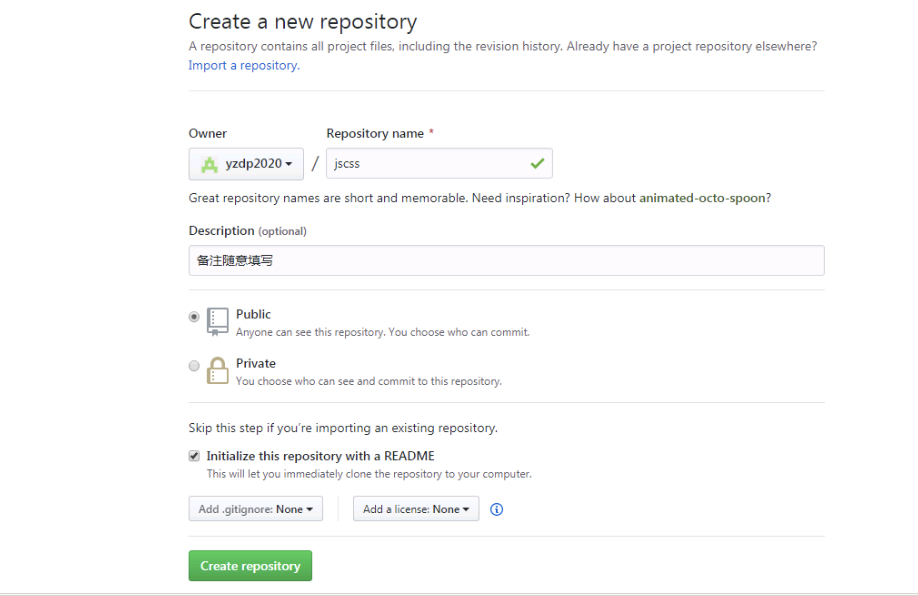 Create a new repository
A repository contains all project files, including the revision history. Already have a project repository elsewhere?
Import a repository.
Owner
Repository name *
yzdp2020
/
jscss
Great repository names are short and memorable. Need inspiration? How about animated-octo-spoon?
Description (optional)
备注随意填写
Public
Anyone can see this repository. You choose who can commit.
Private
You choose who can see and commit to this repository.
Skip this step if you’re importing an existing repository.
Initialize this repository with a README
This will let you immediately clone the repository to your computer.
Add .gitignore: None
Add a license: None
Create repository